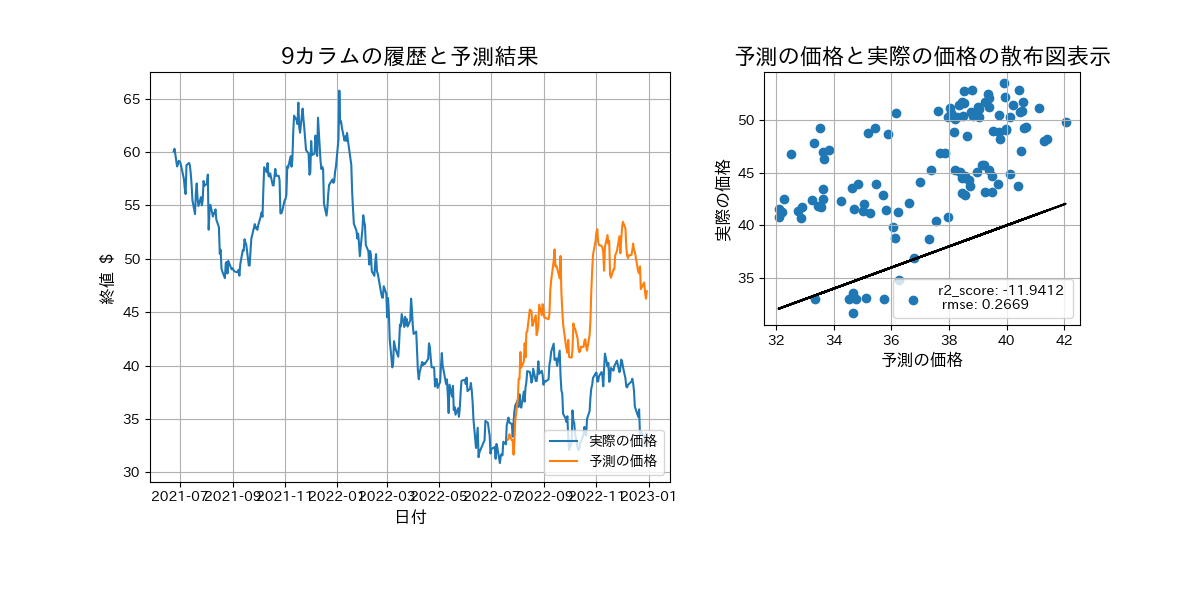 9カラムの履歴と予測結果
65
60
55
50
45
40
35
30
終値 $
2021-07
2021-09
2021-11
2022-01
2022-03
2022-05
2022-07
2022-09
2022-11
2023-01
日付
実際の価格
予測の価格
予測の価格と実際の価格の散布図表示
50
45
40
35
実際の価格
32
34
36
38
40
42
予測の価格
r2_score: -11.9412
rmse: 0.2669